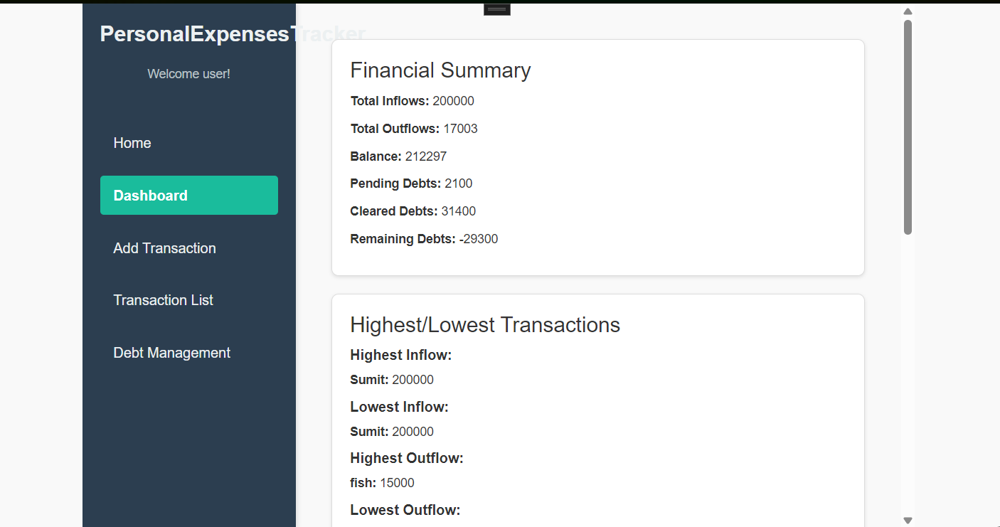 PersonalExpensesTracker
Welcome user!
Home
Dashboard
Add Transaction
Transaction List
Debt Management
Financial Summary
Total Inflows: 200000
Total Outflows: 17003
Balance: 212297
Pending Debts: 2100
Cleared Debts: 31400
Remaining Debts: -29300
Highest/Lowest Transactions
Highest Inflow:
Sumit: 200000
Lowest Inflow:
Sumit: 200000
Highest Outflow:
fish: 15000
Lowest Outflow: